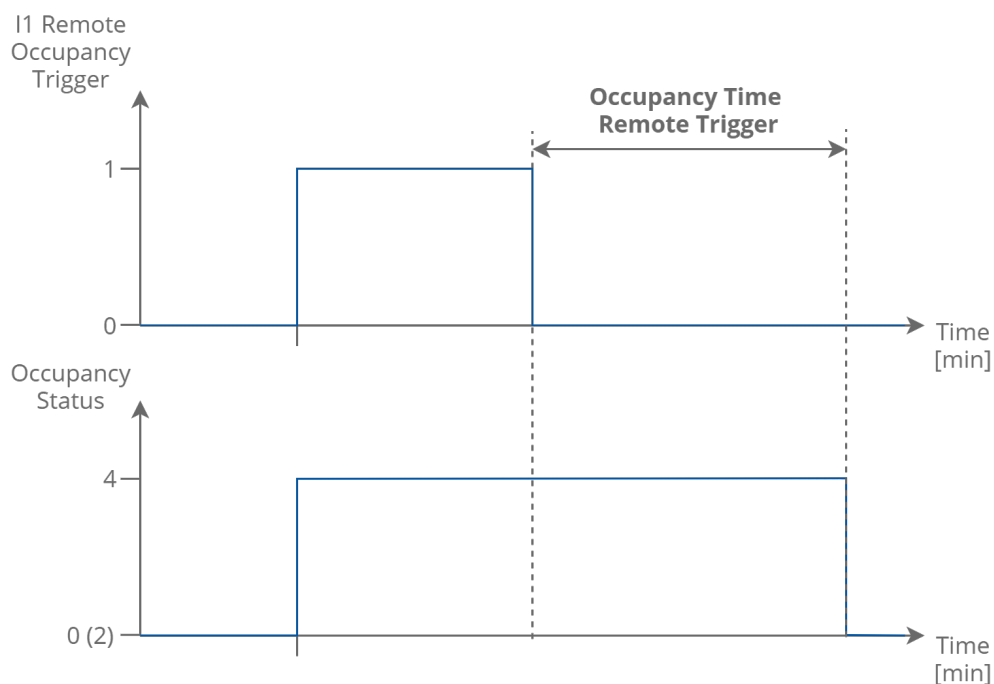 I1 Remote
Occupancy
Trigger
Occupancy Time
Remote Trigger
1
0
Time
[min]
Occupancy
Status
4
0 (2)
Time
[min]